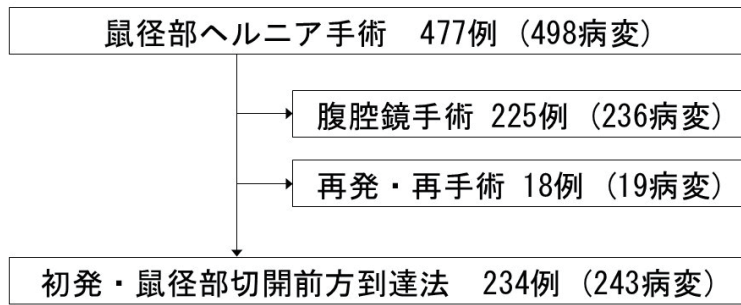 鼠径部ヘルニア手術　477例（498病変）
腹腔鏡手術 225例（236病変）
再発・再手術 18例（19病変）
初発・鼠径部切開前方到達法　234例（243病変）